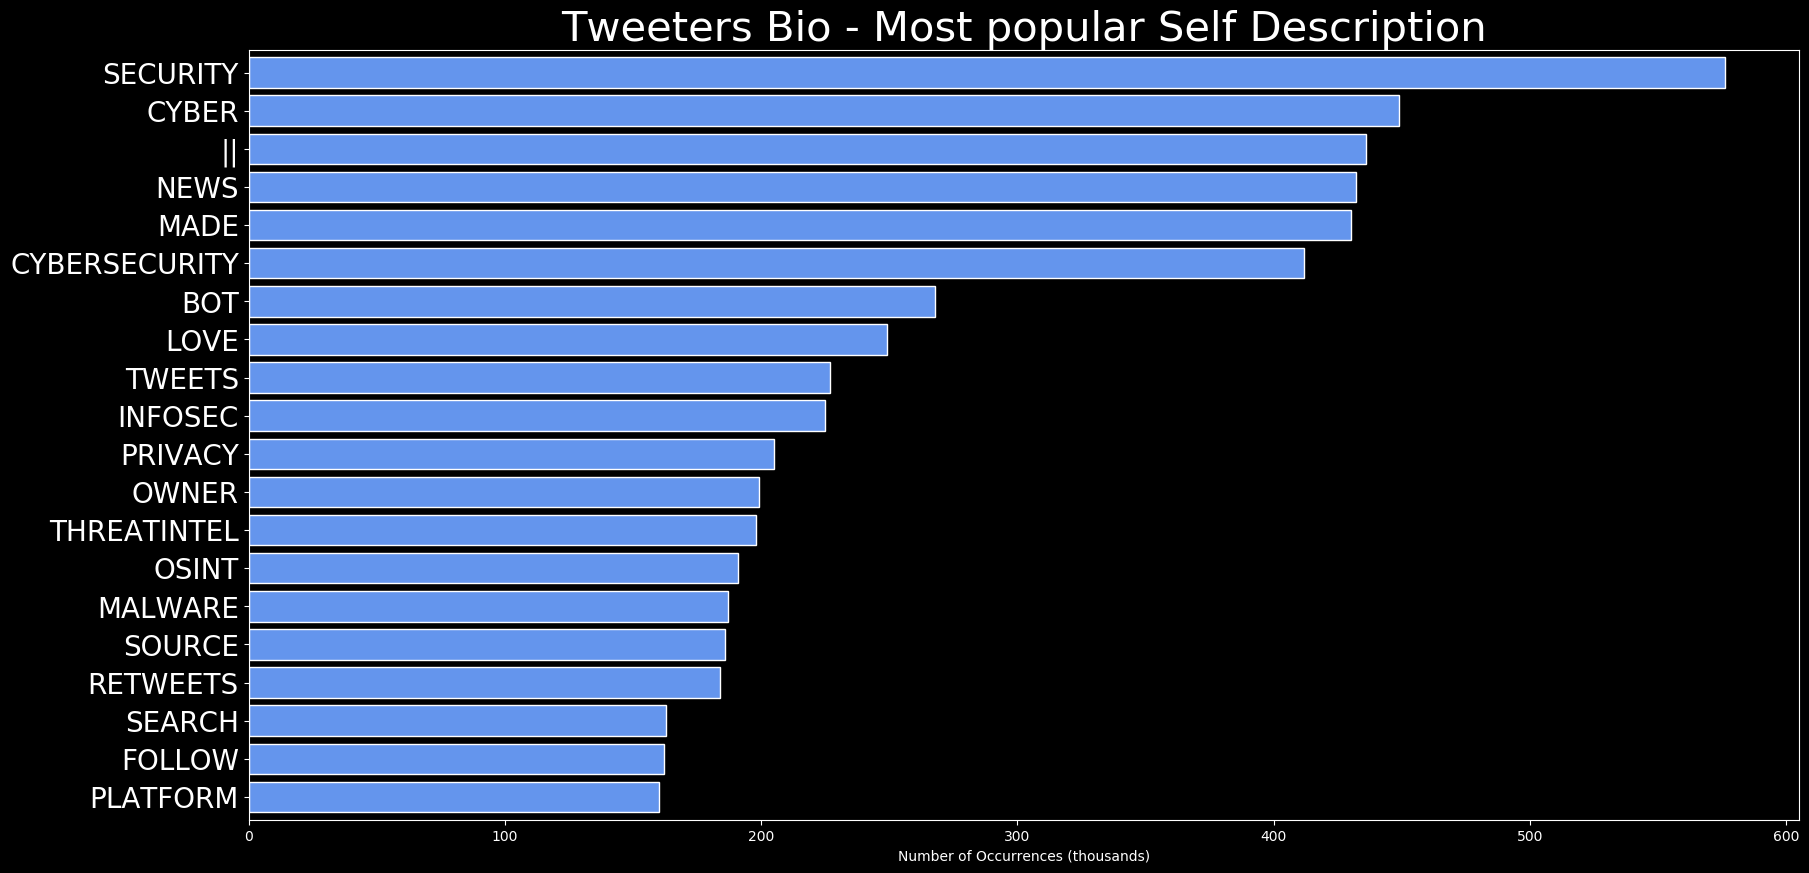 Tweeters Bio - Most popular Self Description
SECURITY
CYBER
||
NEWS
MADE
CYBERSECURITY
BOT
LOVE
TWEETS
INFOSEC
PRIVACY
OWNER
THREATINTEL
OSINT
MALWARE
SOURCE
RETWEETS
SEARCH
FOLLOW
PLATFORM
0 100 200 300 400 500 600
Number of Occurrences (thousands)